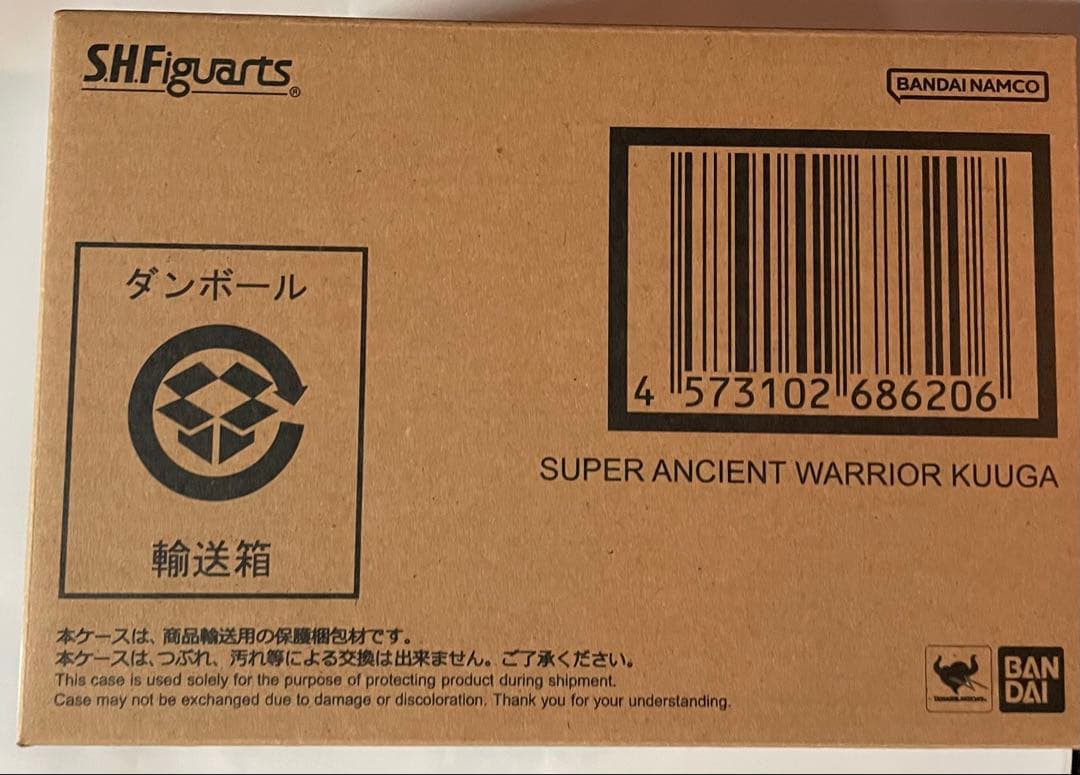 S.H.Figuarts®
BANDAI NAMCO
ダンボール
輸送箱
4 573102 686206
SUPER ANCIENT WARRIOR KUUGA
本ケースは、商品輸送用の保護梱包材です。
本ケースは、つぶれ、汚れ等による交換は出来ません。ご了承ください。
This case is used solely for the purpose of protecting product during shipment.
Case may not be exchanged due to damage or discoloration. Thank you for your understanding.
BAN
DAI